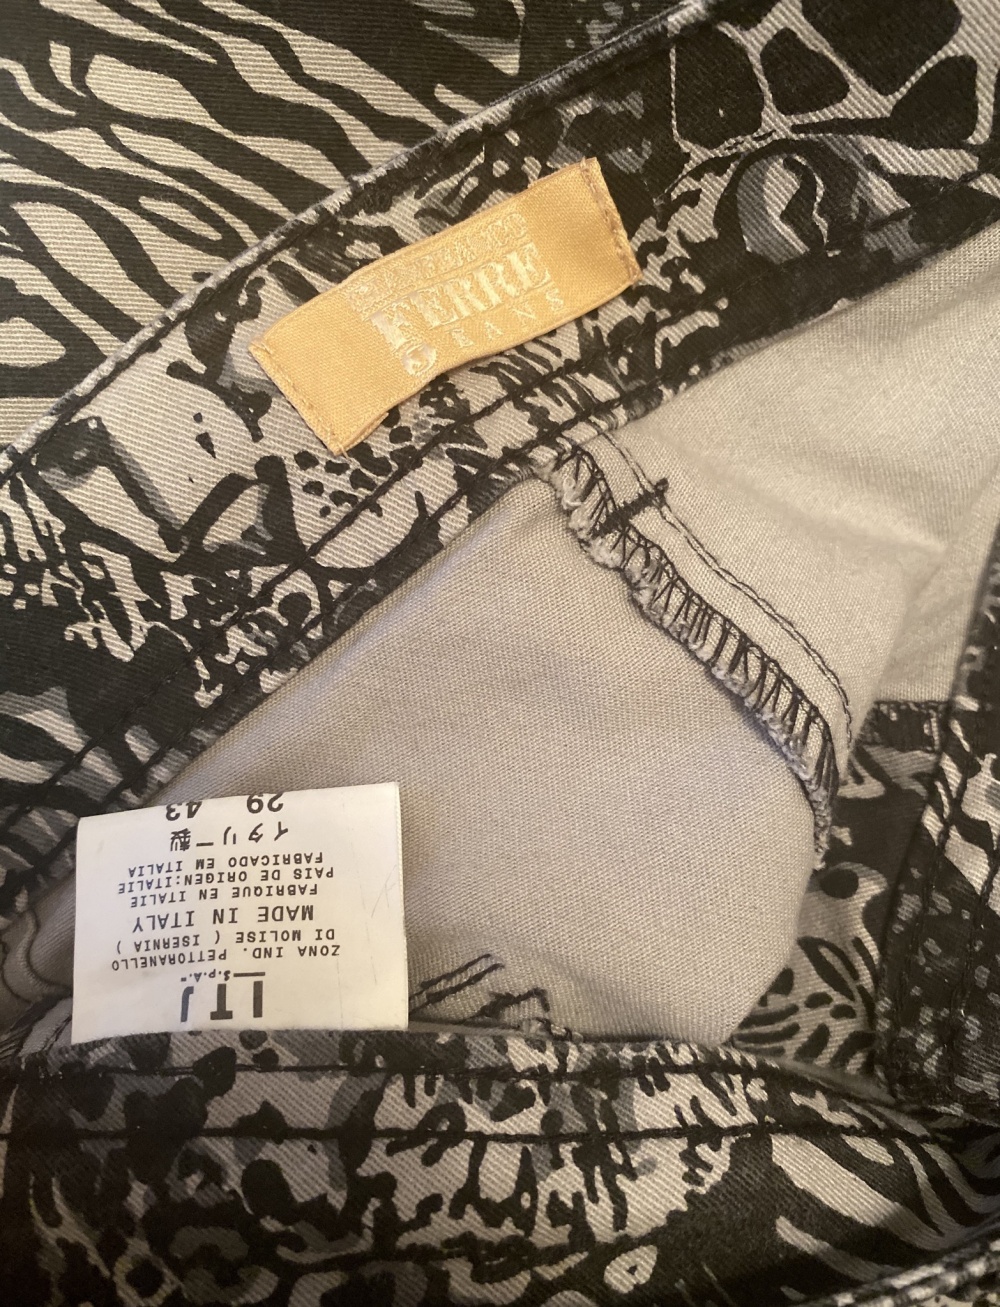 GIANFRANCO
FERRE
JEANS
ITJ
S.p.A.
ZONA IND. PETTORANELLO
DI MOLISE ( ISERNIA )
MADE IN ITALY
FABRIQUE EN ITALIE
PAIS DE ORIGEN:ITALIE
FABRICADO EM ITALIA
イタリー製
29 43